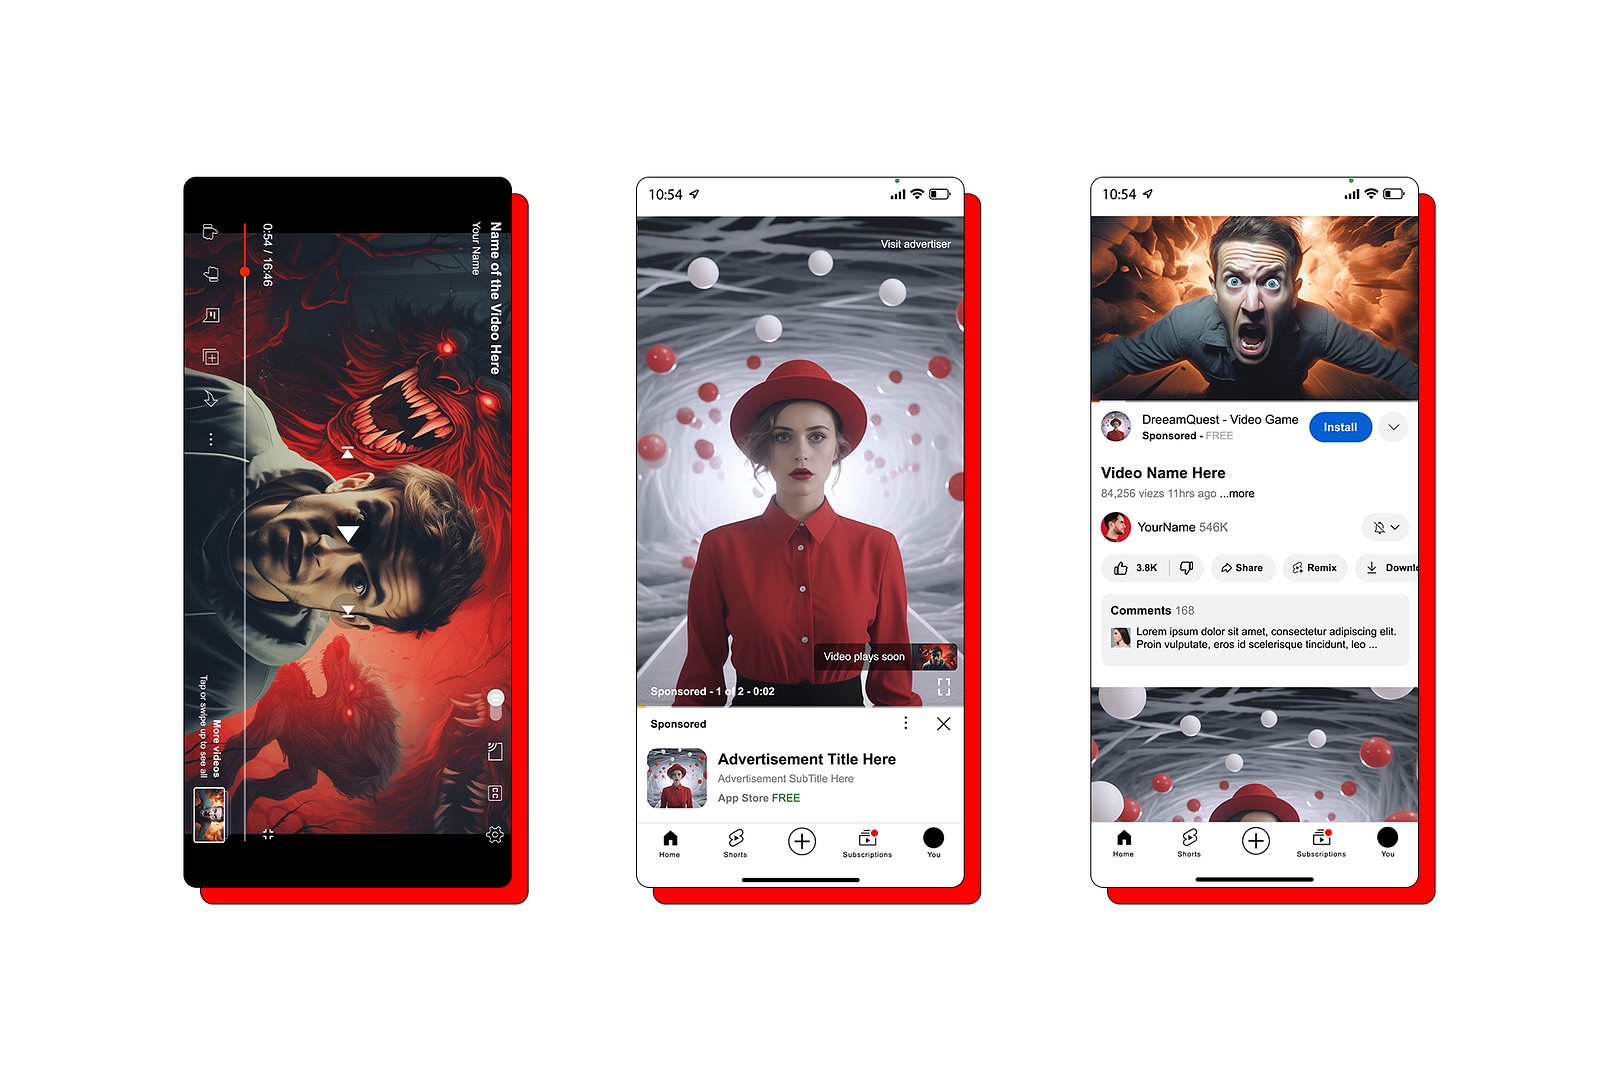 Name of the Video Here
Your Name
0:54 / 16:46
CC
More videos
Tap or swipe up to see all
10:54
Visit advertiser
Video plays soon
Sponsored - 1 of 2 - 0:02
Sponsored
Advertisement Title Here
Advertisement SubTitle Here
App Store FREE
Home
Shorts
Subscriptions
You
10:54
DreeamQuest - Video Game
Sponsored - FREE
Install
Video Name Here
84,256 viezs 11hrs ago ...more
YourName 546K
3.8K
Share
Remix
Downlo
Comments 168
Lorem ipsum dolor sit amet, consectetur adipiscing elit.
Proin vulputate, eros id scelerisque tincidunt, leo ...
Home
Shorts
Subscriptions
You